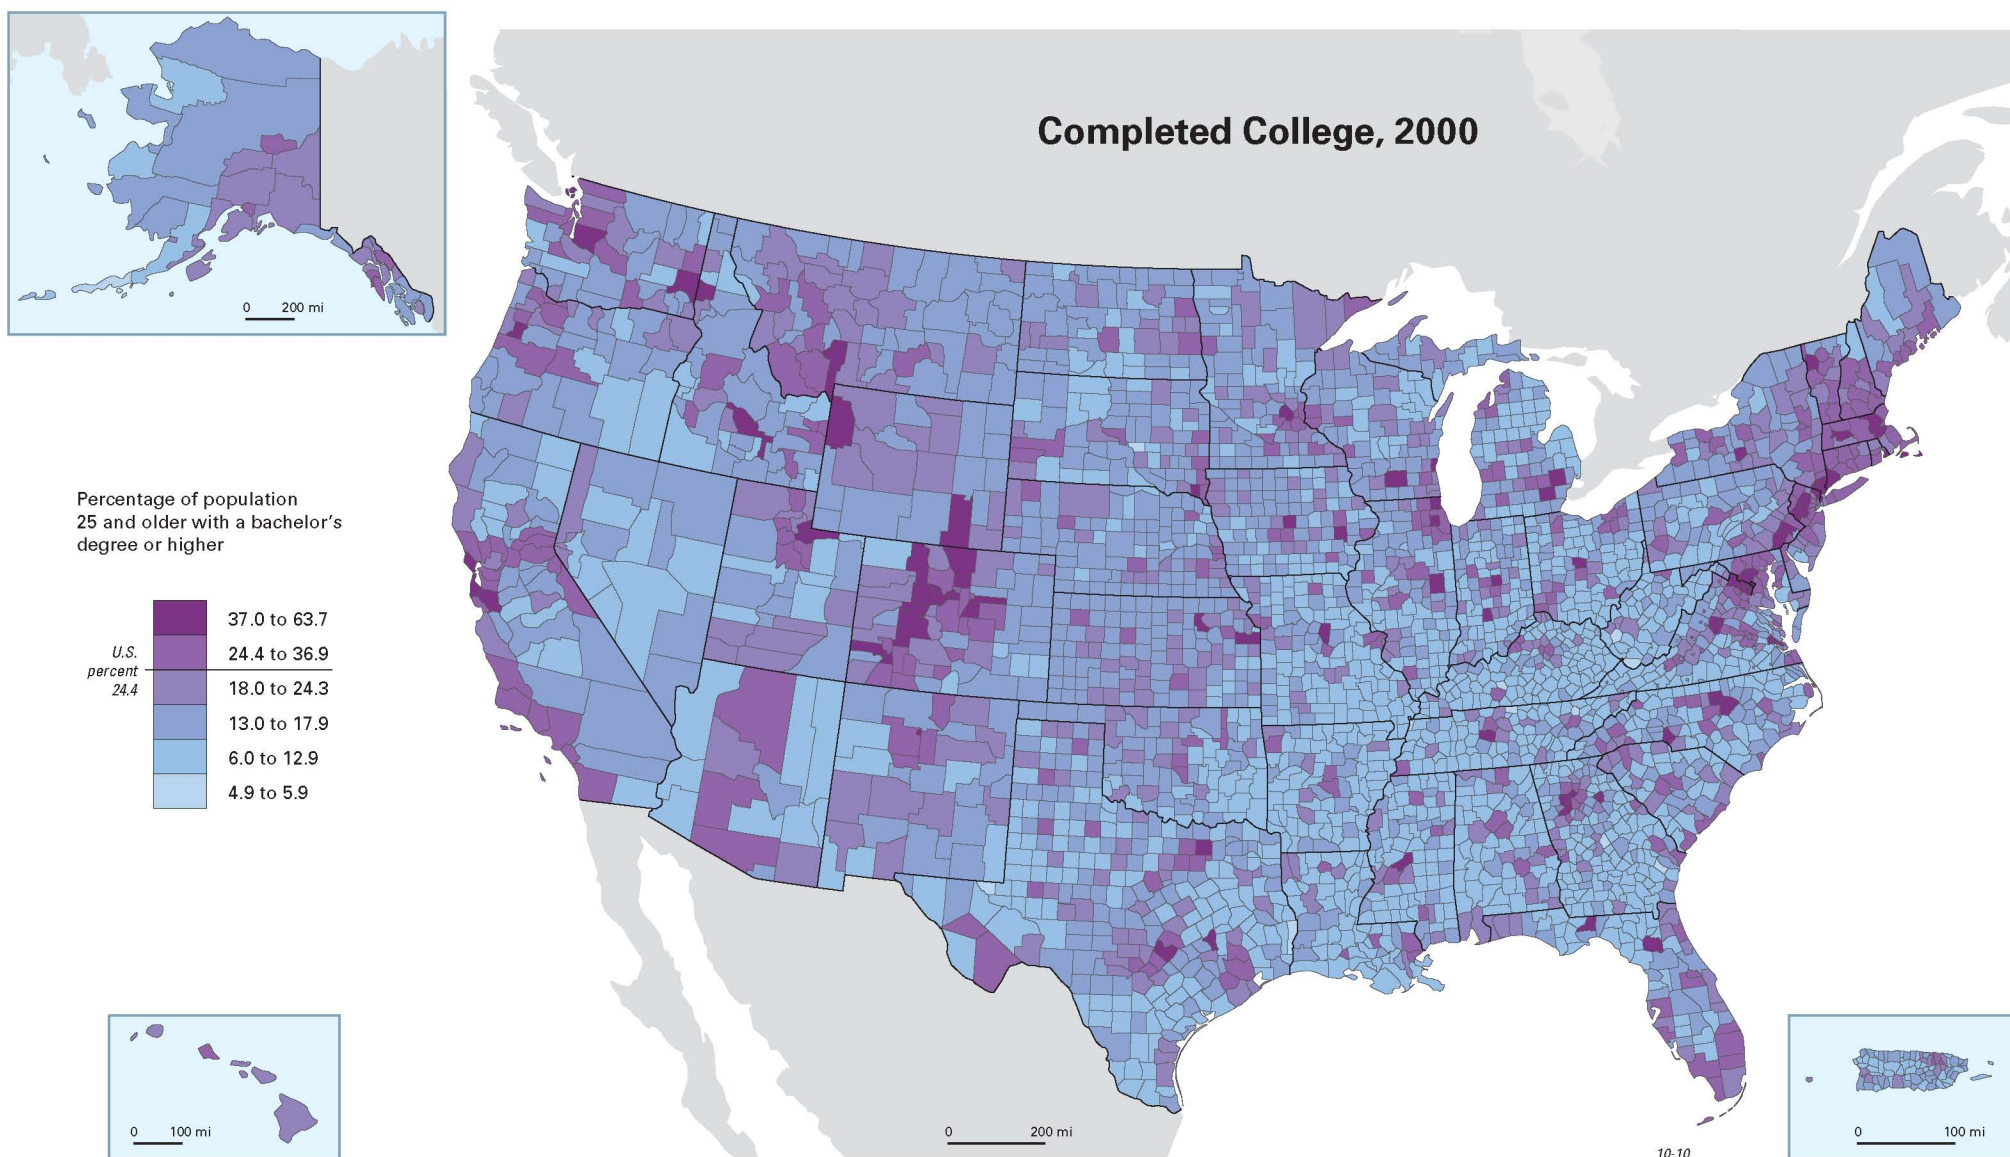 Completed College, 2000
0 200 mi
Percentage of population
25 and older with a bachelor's
degree or higher
37.0 to 63.7
24.4 to 36.9
U.S.
percent
24.4
18.0 to 24.3
13.0 to 17.9
6.0 to 12.9
4.9 to 5.9
0 100 mi
0 200 mi
0 100 mi
10-10